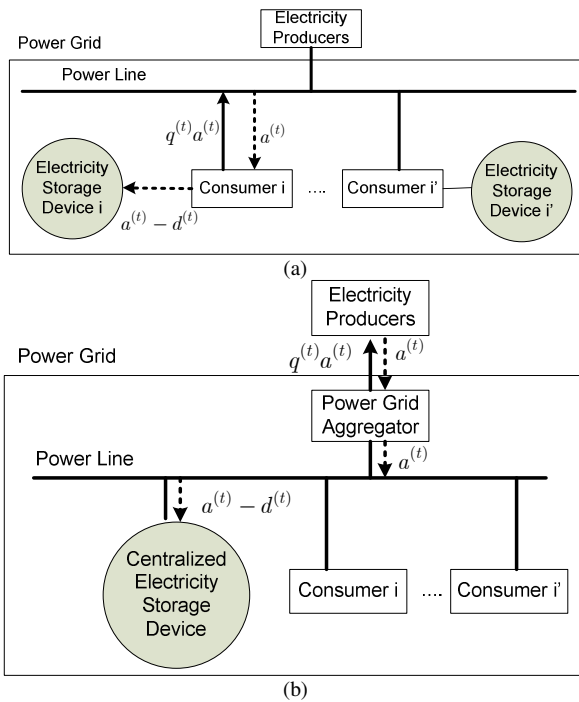 Electricity
Producers
Power Grid
Power Line
q^{(t)}a^{(t)}
a^{(t)}
Electricity
Storage
Device i
Consumer i
....
Consumer i'
Electricity
Storage
Device i'
a^{(t)} − d^{(t)}
(a)
Electricity
Producers
Power Grid
q^{(t)}a^{(t)}
a^{(t)}
Power Grid
Aggregator
Power Line
a^{(t)}
a^{(t)} − d^{(t)}
Centralized
Electricity
Storage
Device
Consumer i
....
Consumer i'
(b)